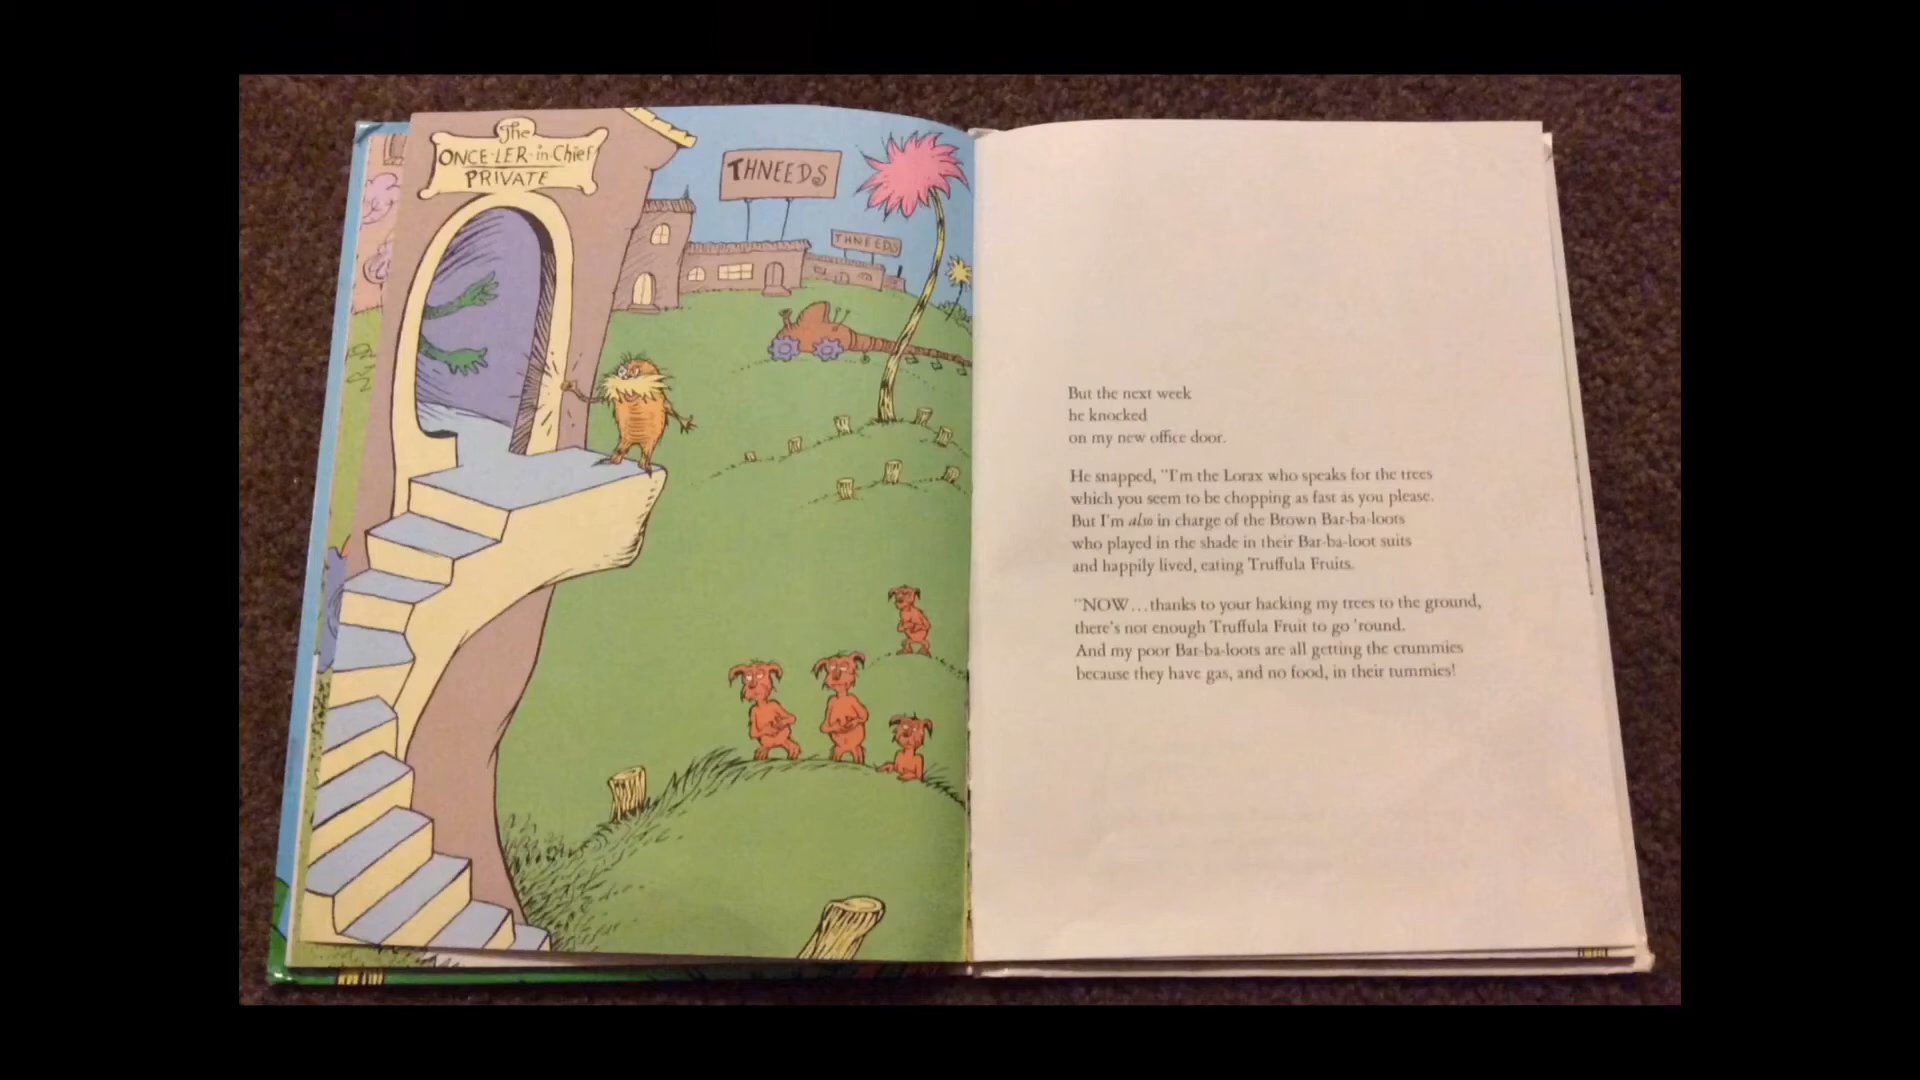 The
ONCE-LER-in-Chief
PRIVATE
THNEEDS
THNEEDS
But the next week
he knocked
on my new office door.
He snapped, "I'm the Lorax who speaks for the trees
which you seem to be chopping as fast as you please.
But I'm also in charge of the Brown Bar-ba-loots
who played in the shade in their Bar-ba-loot suits
and happily lived, eating Truffula Fruits.
"NOW...thanks to your hacking my trees to the ground,
there's not enough Truffula Fruit to go 'round.
And my poor Bar-ba-loots are all getting the crummies
because they have gas, and no food, in their tummies!